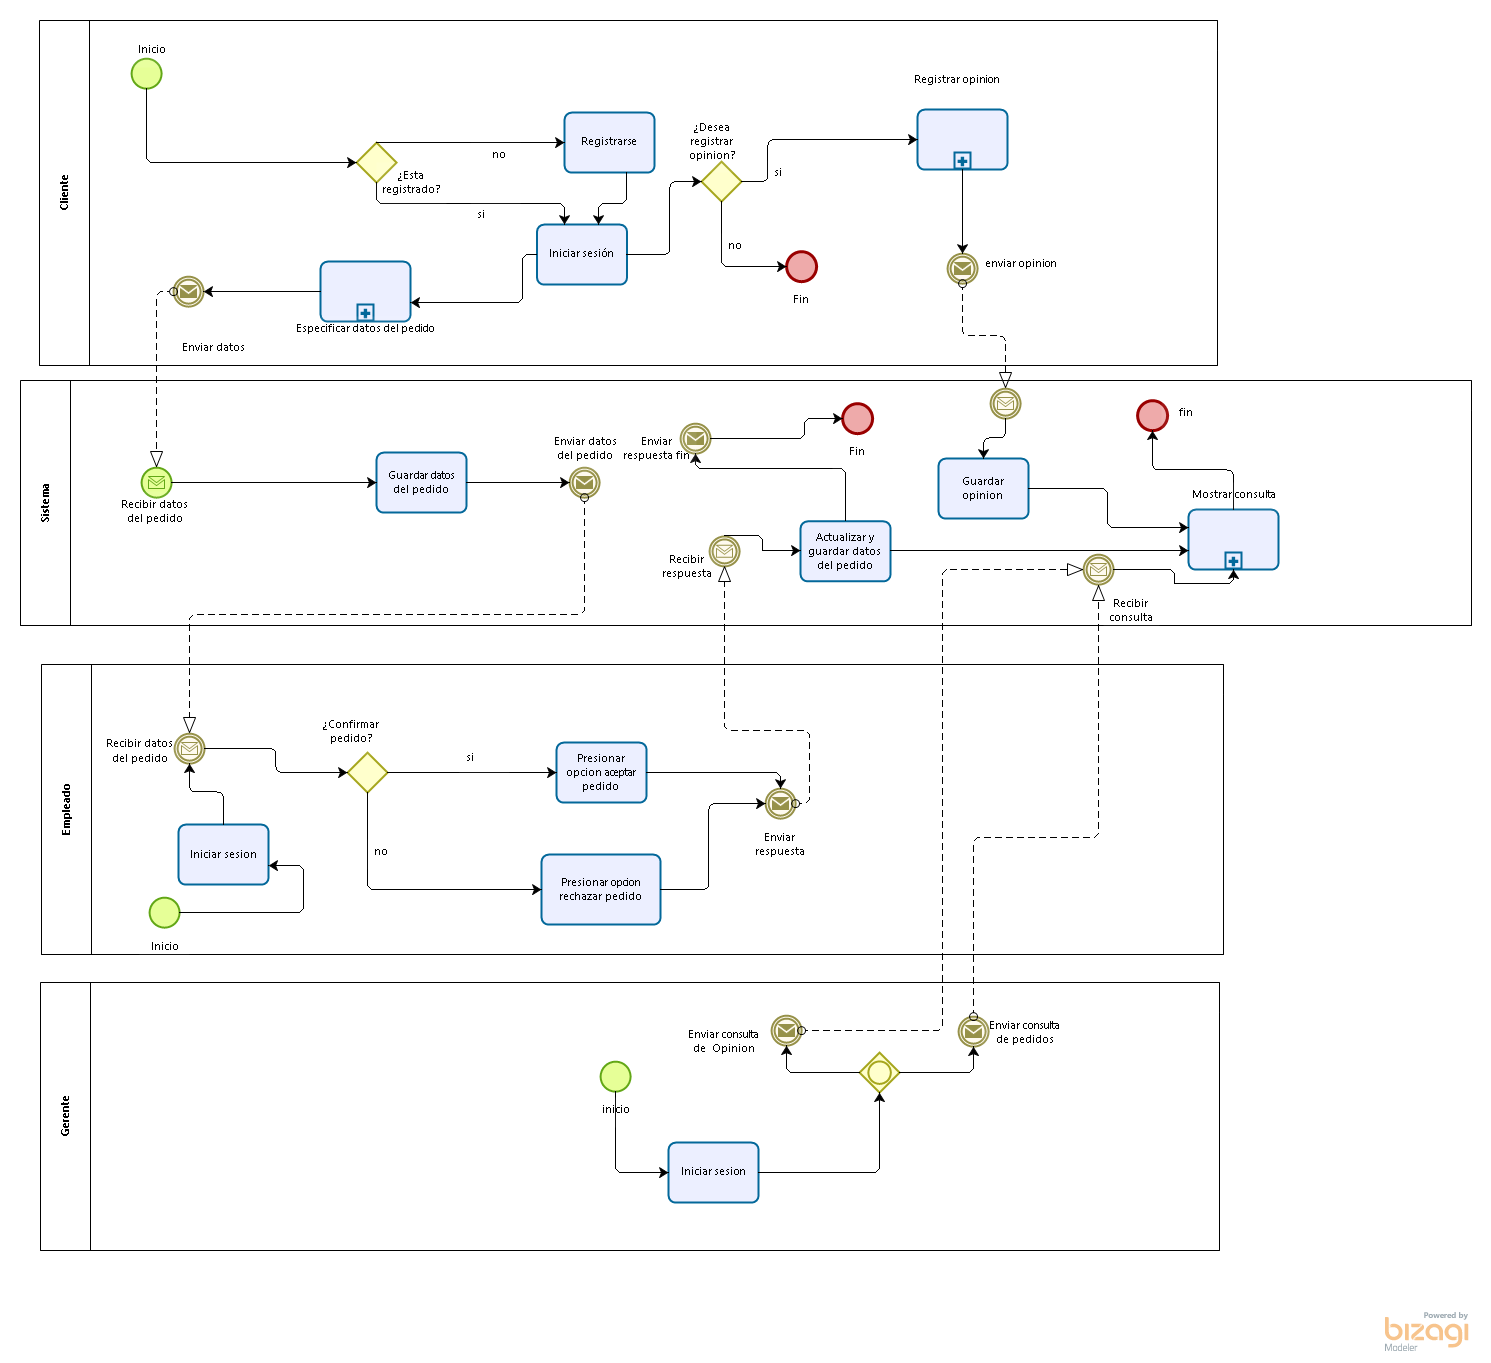 Cliente
Inicio
¿Esta
registrado?
no
si
Registrarse
Iniciar sesión
¿Desea
registrar
opinion?
si
no
Fin
Registrar opinion
enviar opinion
Especificar datos del pedido
Enviar datos
Sistema
Recibir datos
del pedido
Guardar datos
del pedido
Enviar datos
del pedido
Enviar
respuesta fin
Fin
Recibir
respuesta
Actualizar y
guardar datos
del pedido
Guardar
opinion
fin
Mostrar consulta
Recibir
consulta
Empleado
Recibir datos
del pedido
Iniciar sesion
Inicio
¿Confirmar
pedido?
si
no
Presionar
opcion aceptar
pedido
Presionar opcion
rechazar pedido
Enviar
respuesta
Gerente
inicio
Iniciar sesion
Enviar consulta
de Opinion
Enviar consulta
de pedidos
Powered by
bizagi
Modeler